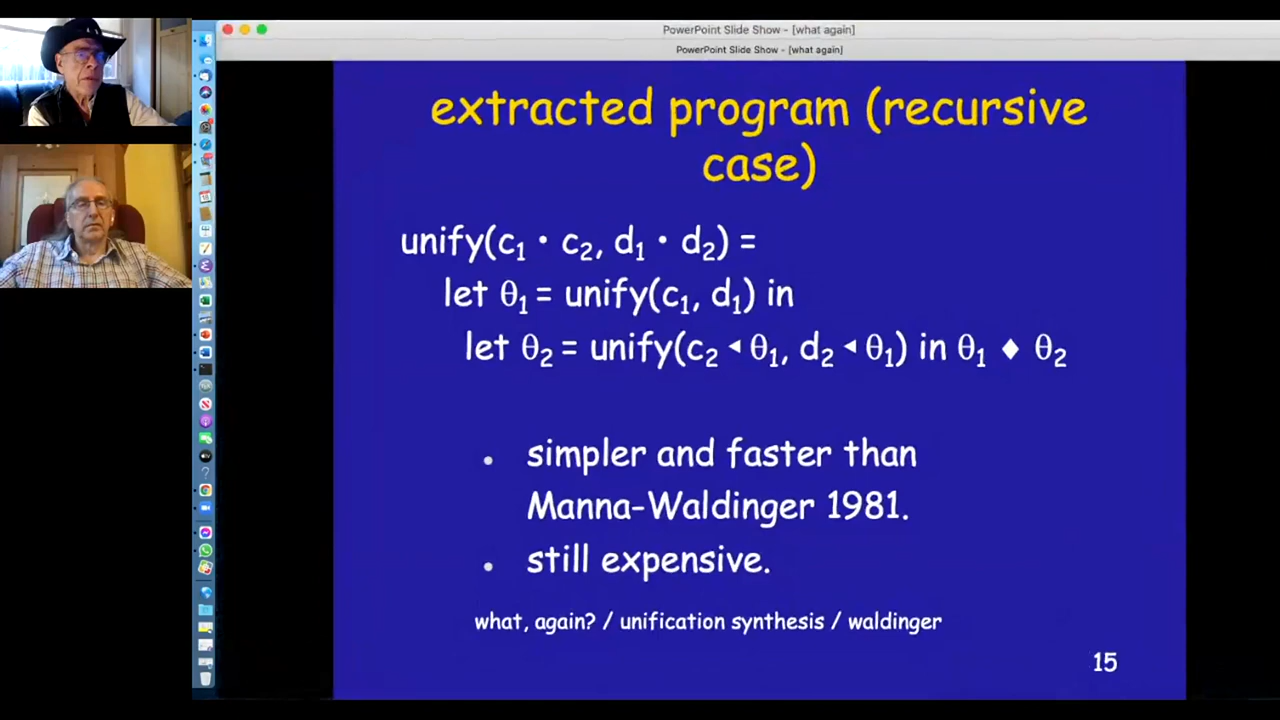 PowerPoint Slide Show - [what again]
PowerPoint Slide Show - [what again]
extracted program (recursive
case)
unify(c₁ • c₂, d₁ • d₂) =
let θ₁ = unify(c₁, d₁) in
let θ₂ = unify(c₂ ◂ θ₁, d₂ ◂ θ₁) in θ₁ ♦ θ₂
• simpler and faster than
Manna-Waldinger 1981.
• still expensive.
what, again? / unification synthesis / waldinger
15